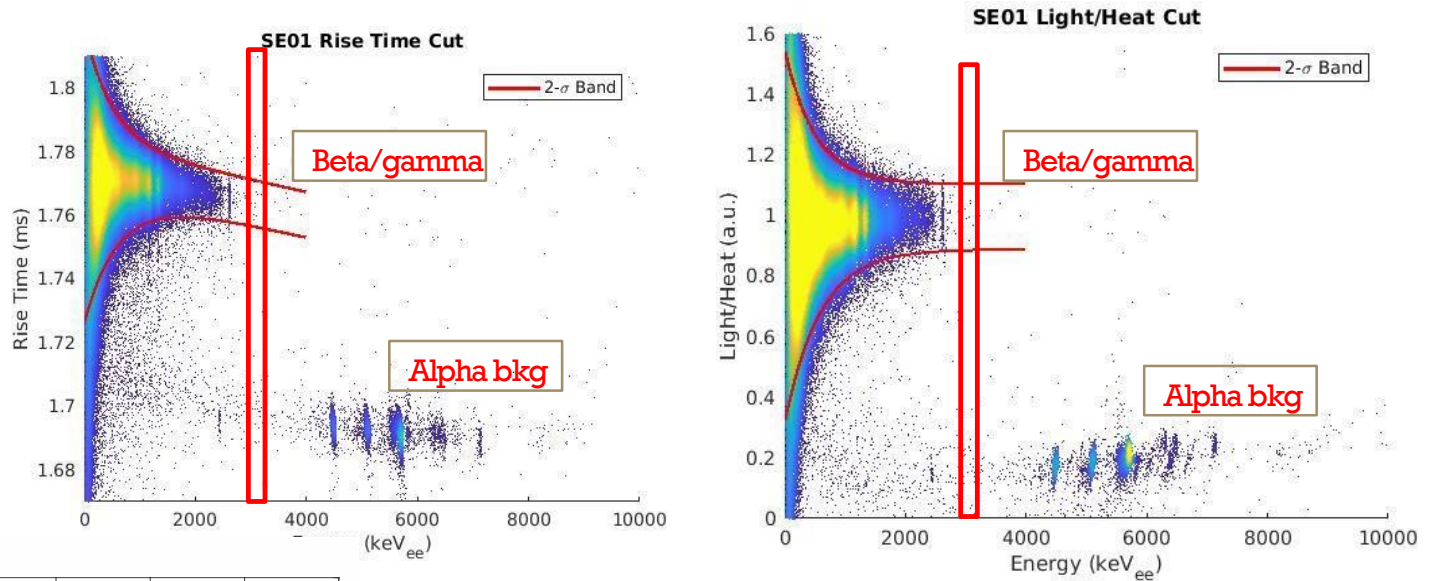 SE01 Rise Time Cut
2-σ Band
Beta/gamma
Alpha bkg
Rise Time (ms)
1.8
1.78
1.76
1.74
1.72
1.7
1.68
0
2000
4000
6000
8000
10000
(keVee)
SE01 Light/Heat Cut
2-σ Band
Beta/gamma
Alpha bkg
Light/Heat (a.u.)
1.6
1.4
1.2
1
0.8
0.6
0.4
0.2
0
0
2000
4000
6000
8000
10000
Energy (keVee)